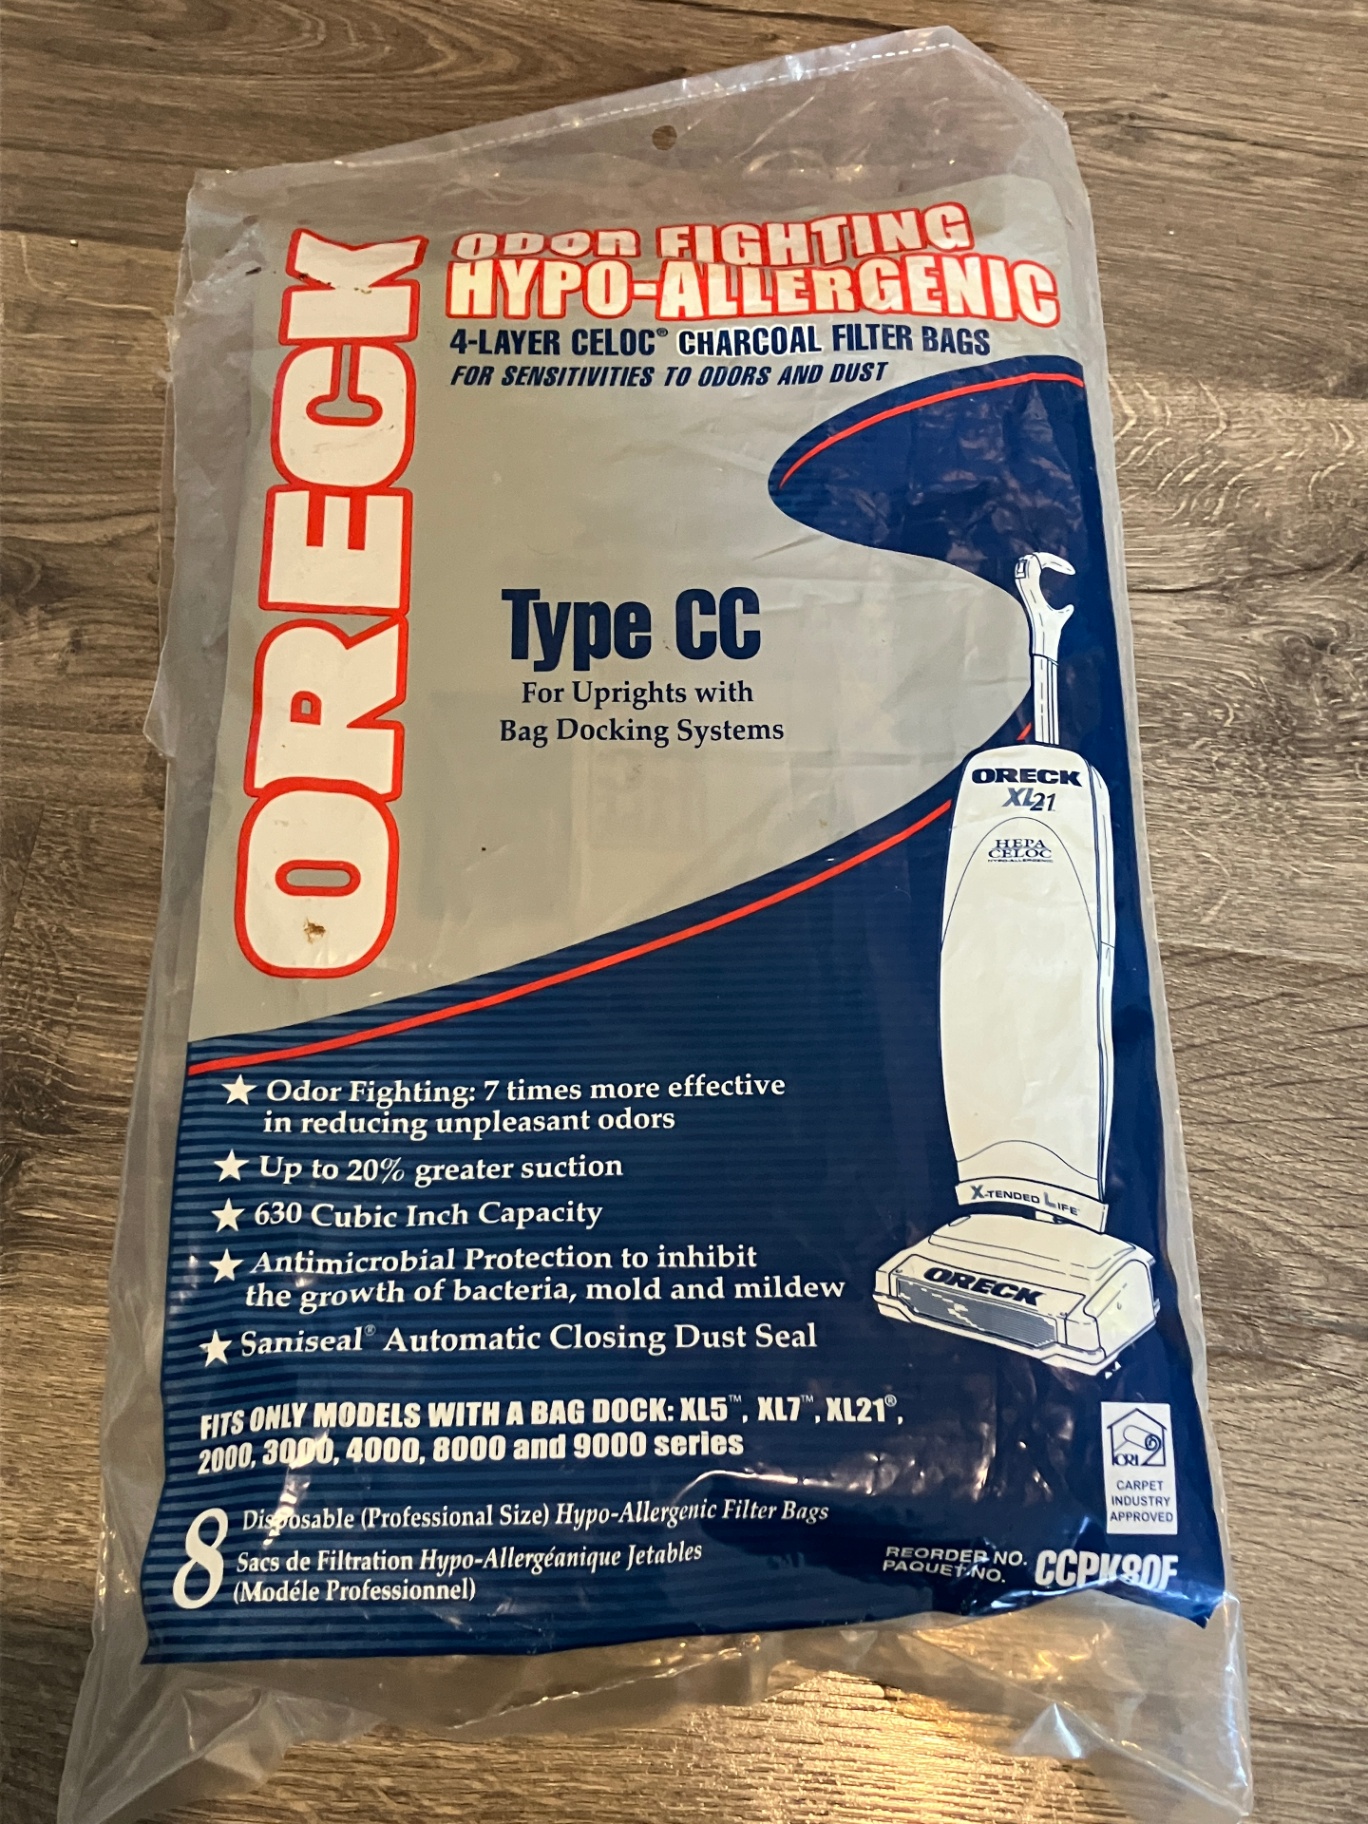 ORECK
ODOR FIGHTING
HYPO-ALLERGENIC
4-LAYER CELOC® CHARCOAL FILTER BAGS
FOR SENSITIVITIES TO ODORS AND DUST
Type CC
For Uprights with
Bag Docking Systems
ORECK
XL21
HEPA
CELOC
HYPO-ALLERGENIC
X-TENDED LIFE
ORECK
★ Odor Fighting: 7 times more effective
in reducing unpleasant odors
★ Up to 20% greater suction
★ 630 Cubic Inch Capacity
★ Antimicrobial Protection to inhibit
the growth of bacteria, mold and mildew
★ Saniseal® Automatic Closing Dust Seal
FITS ONLY MODELS WITH A BAG DOCK: XL5™, XL7™, XL21®,
2000, 3000, 4000, 8000 and 9000 series
8 Disposable (Professional Size) Hypo-Allergenic Filter Bags
Sacs de Filtration Hypo-Allergéanique Jetables
(Modéle Professionnel)
CRI
CARPET
INDUSTRY
APPROVED
REORDER NO. CCPK80F
PAQUET NO.